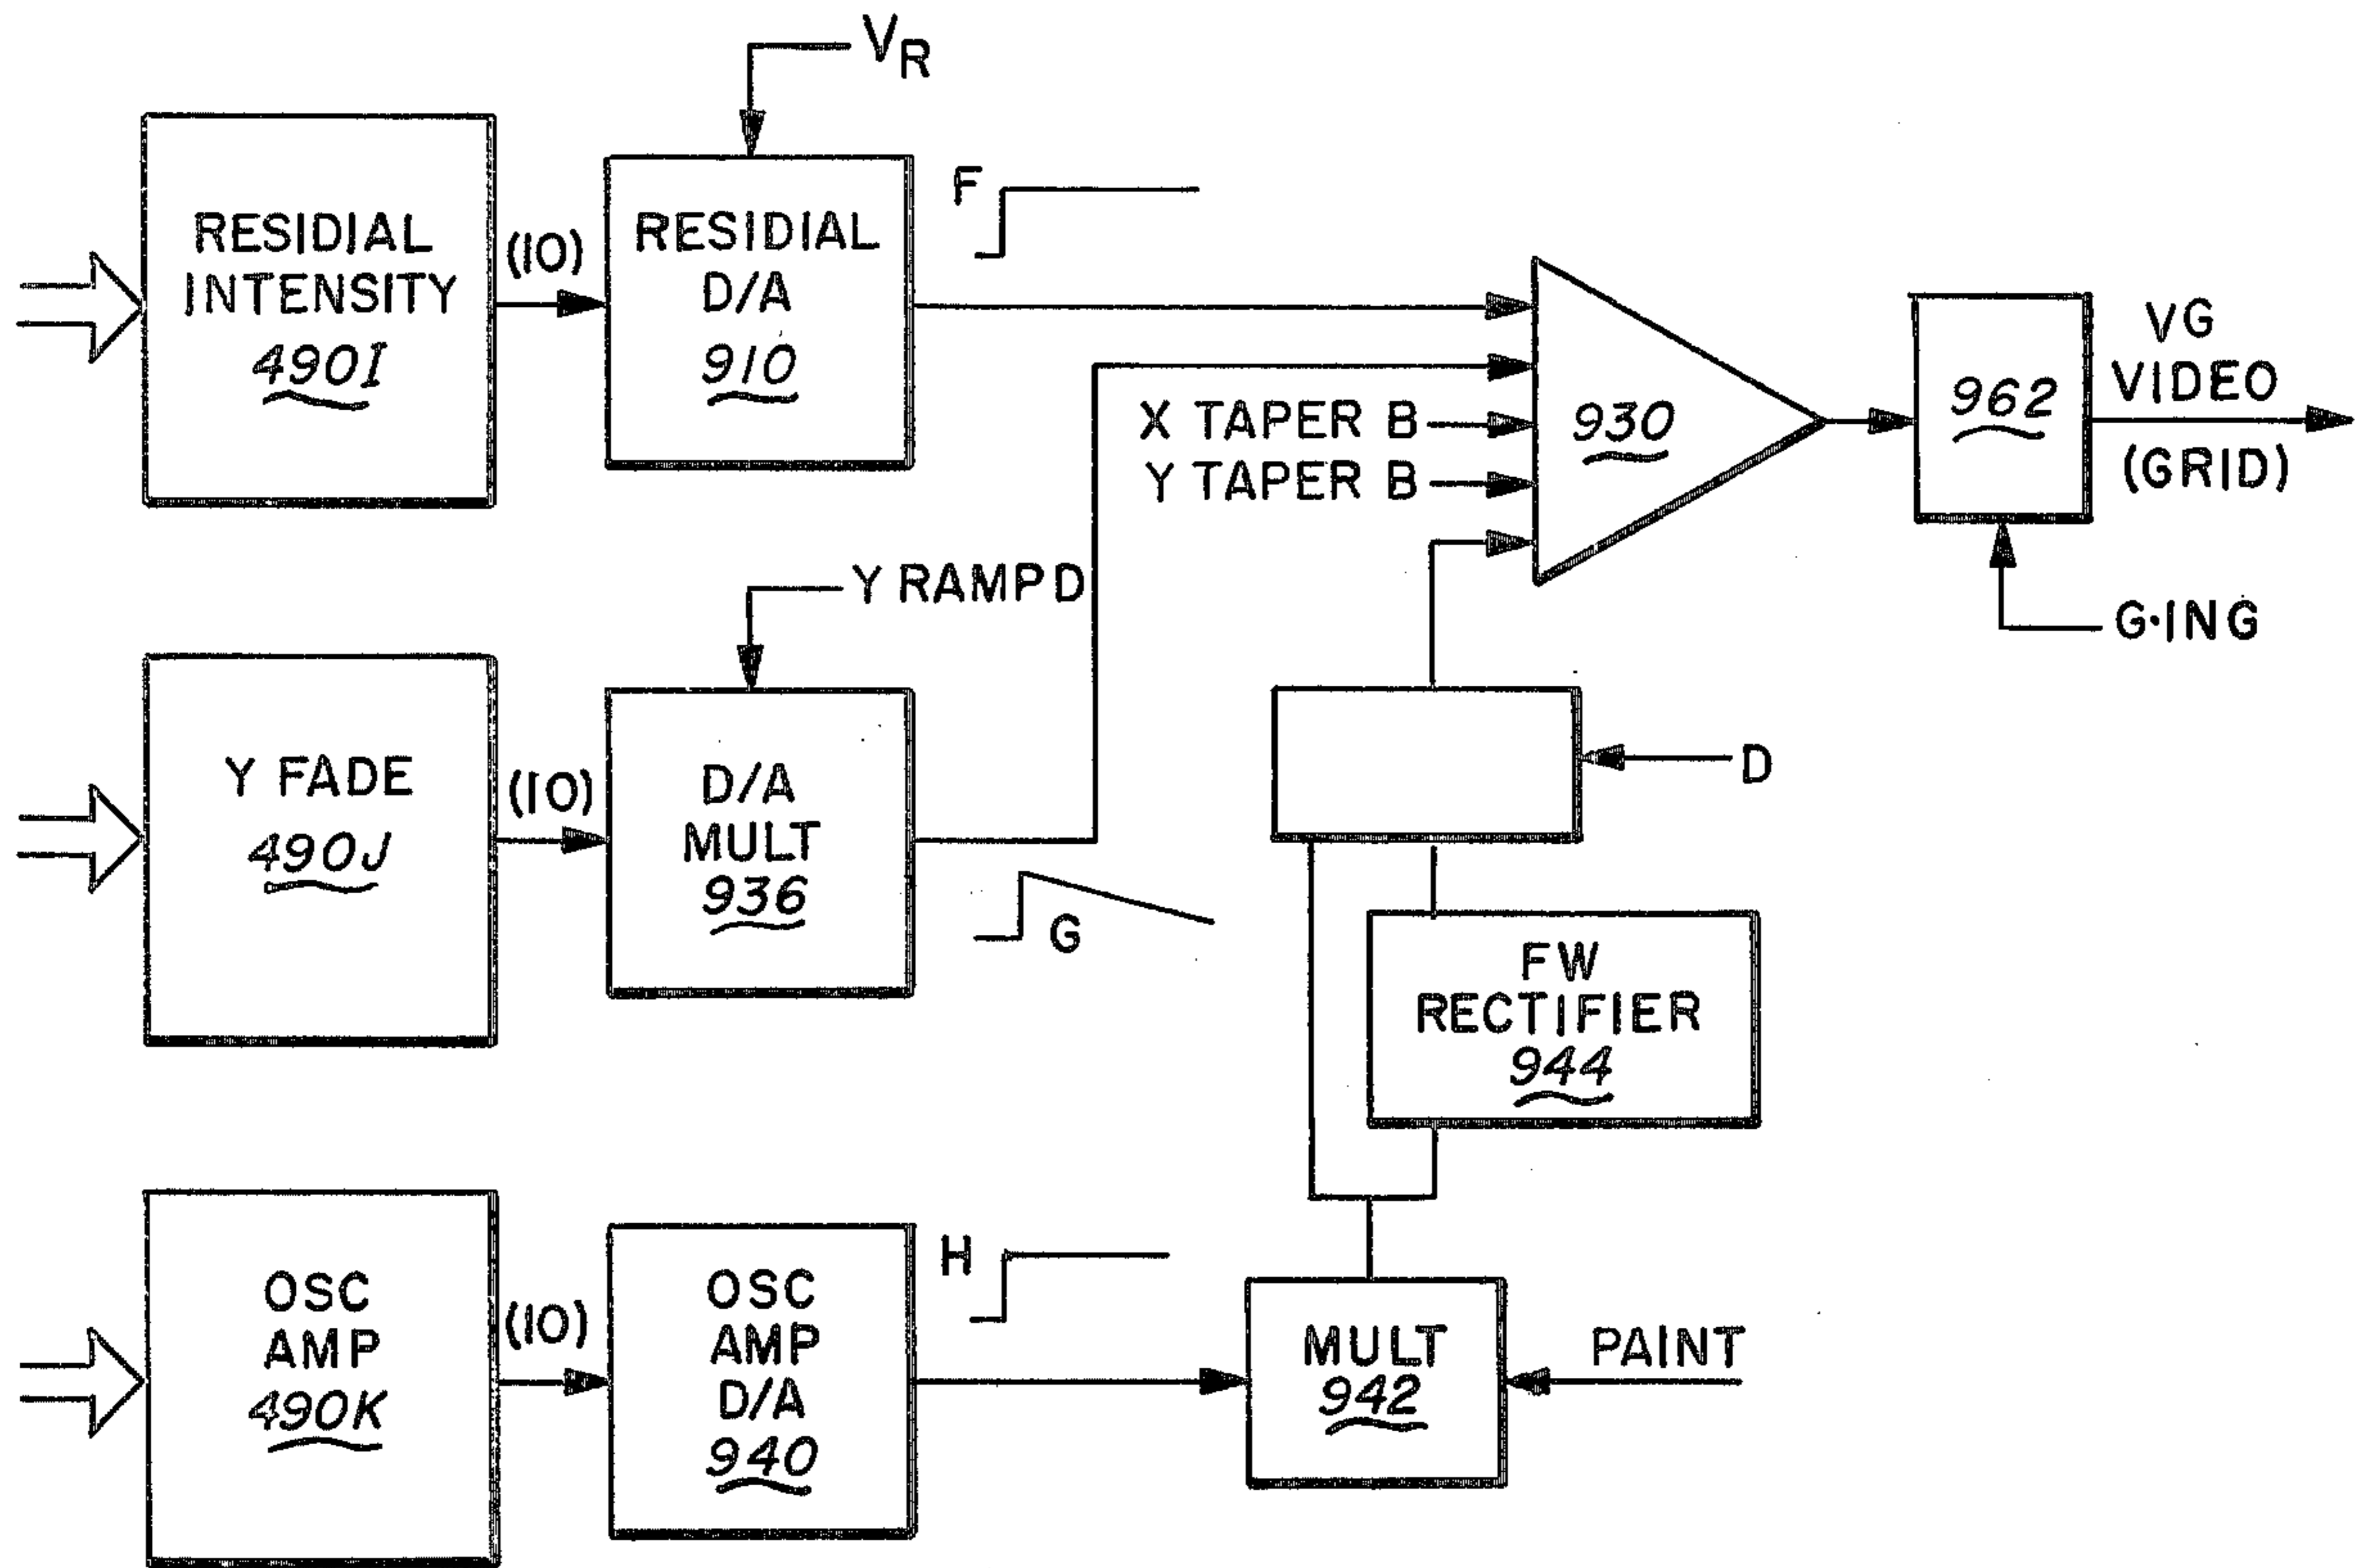 VR
RESIDIAL
INTENSITY
490I
(10)
RESIDIAL
D/A
910
F
X TAPER B
Y TAPER B
930
962
VG
VIDEO
(GRID)
G·ING
Y RAMP D
Y FADE
490J
(10)
D/A
MULT
936
G
D
FW
RECTIFIER
944
OSC
AMP
490K
(10)
OSC
AMP
D/A
940
H
MULT
942
PAINT